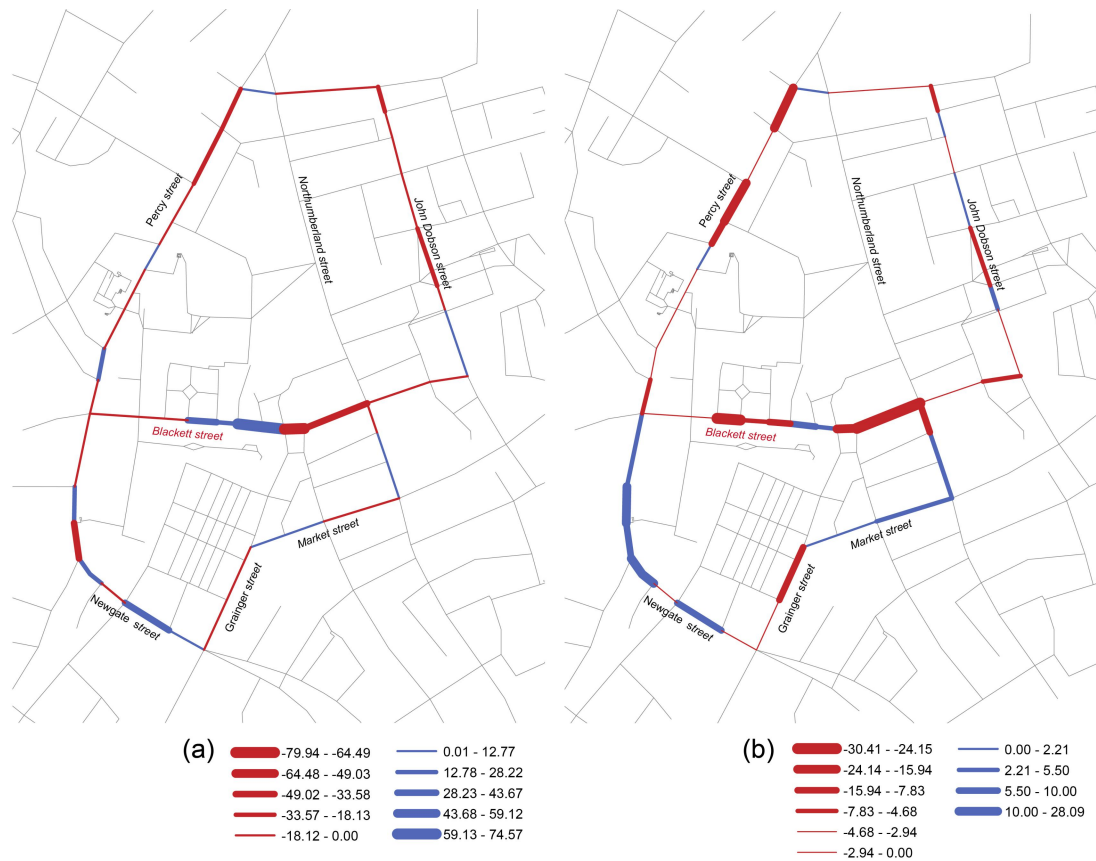 Percy street
Northumberland street
John Dobson street
Blackett street
Market street
Grainger street
Newgate street
(a)
-79.94 - -64.49
-64.48 - -49.03
-49.02 - -33.58
-33.57 - -18.13
-18.12 - 0.00
0.01 - 12.77
12.78 - 28.22
28.23 - 43.67
43.68 - 59.12
59.13 - 74.57
Percy street
Northumberland street
John Dobson street
Blackett street
Market street
Grainger street
Newgate street
(b)
-30.41 - -24.15
-24.14 - -15.94
-15.94 - -7.83
-7.83 - -4.68
-4.68 - -2.94
-2.94 - 0.00
0.00 - 2.21
2.21 - 5.50
5.50 - 10.00
10.00 - 28.09